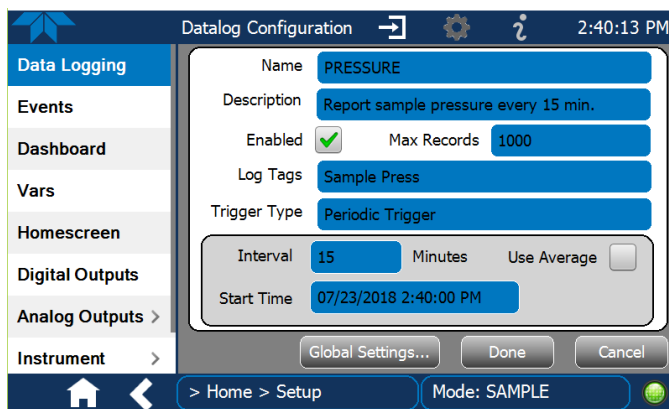 Datalog Configuration 2:40:13 PM
Data Logging
Events
Dashboard
Vars
Homescreen
Digital Outputs
Analog Outputs >
Instrument >
Name PRESSURE
Description Report sample pressure every 15 min.
Enabled Max Records 1000
Log Tags Sample Press
Trigger Type Periodic Trigger
Interval 15 Minutes Use Average
Start Time 07/23/2018 2:40:00 PM
Global Settings... Done Cancel
> Home > Setup Mode: SAMPLE